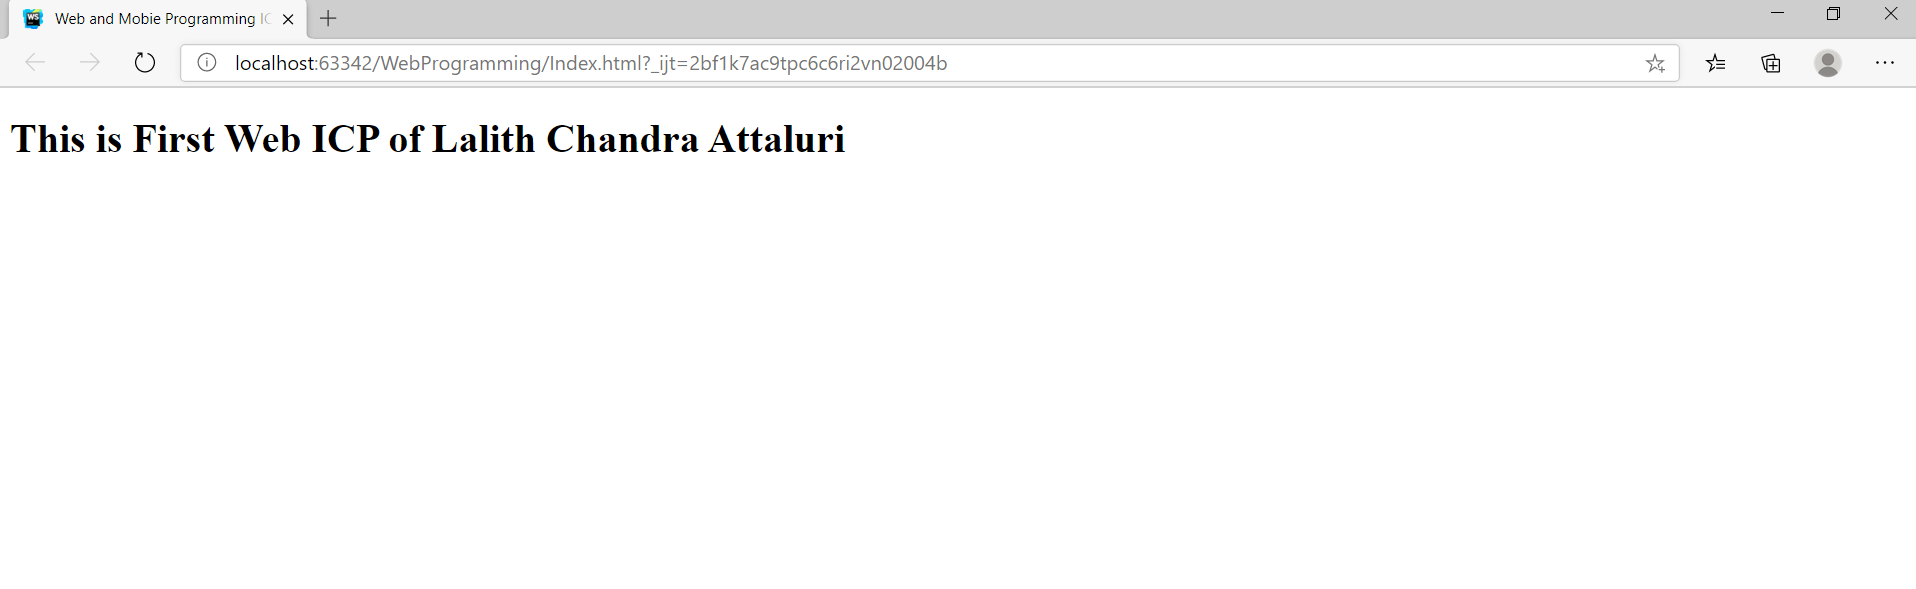 WS
Web and Mobie Programming IC
localhost:63342/WebProgramming/Index.html?_ijt=2bf1k7ac9tpc6c6ri2vn02004b
This is First Web ICP of Lalith Chandra Attaluri